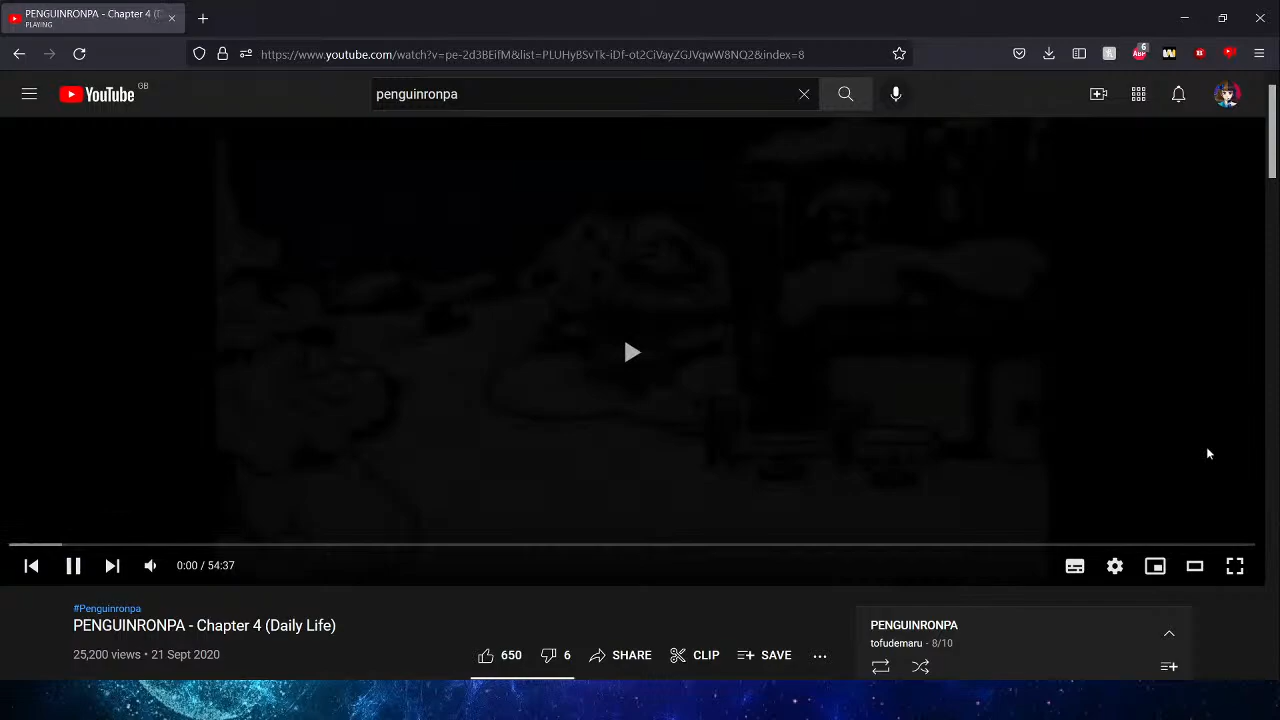 PENGUINRONPA - Chapter 4 (D
PLAYING
https://www.youtube.com/watch?v=pe-2d3BEifM&list=PLUHyBSvTk-iDf-ot2CiVayZGJVqwW8NQ2&index=8
6
ABP
YouTube GB
penguinronpa
0:00 / 54:37
#Penguinronpa
PENGUINRONPA - Chapter 4 (Daily Life)
25,200 views • 21 Sept 2020
650
6
SHARE
CLIP
SAVE
PENGUINRONPA
tofudemaru - 8/10